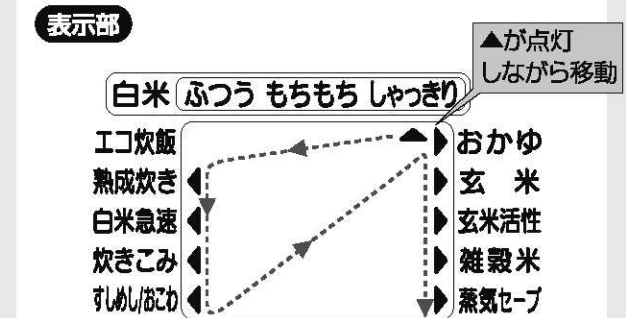 表示部
▲が点灯
しながら移動
白米 ふつう もちもち しゃっきり
エコ炊飯
おかゆ
熟成炊き
玄 米
白米急速
玄米活性
炊きこみ
雑穀米
すしめし/おこわ
蒸気セーブ